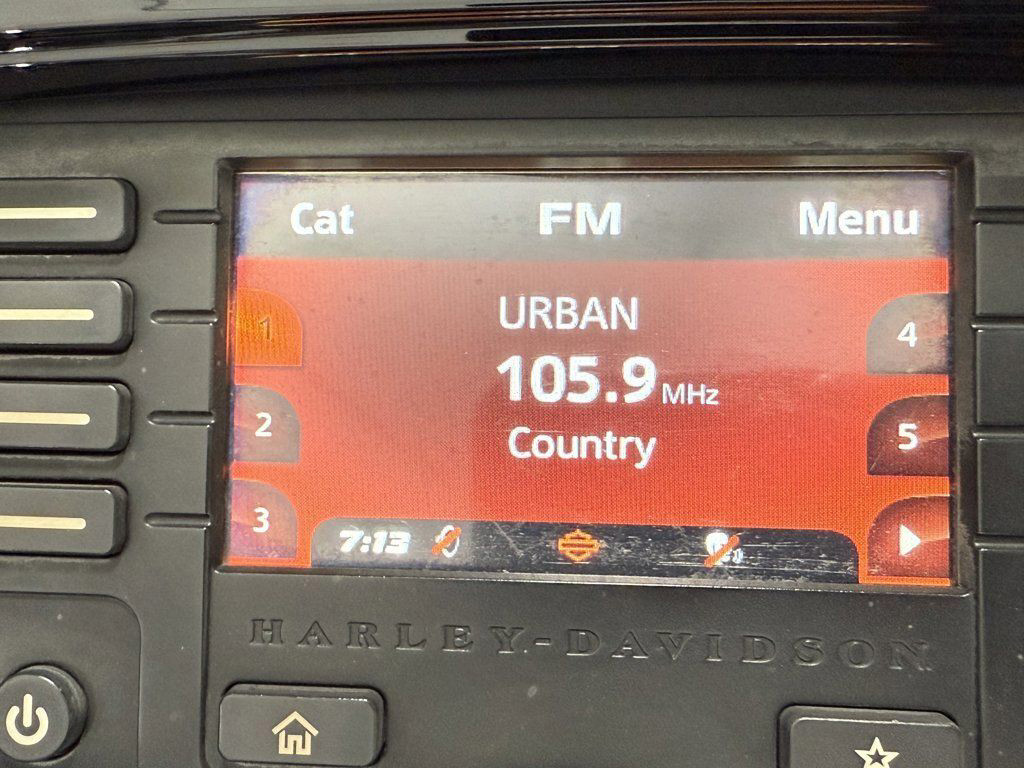 Cat FM Menu
URBAN
1 4
105.9 MHz
2 5
Country
3
7:13
HARLEY-DAVIDSON